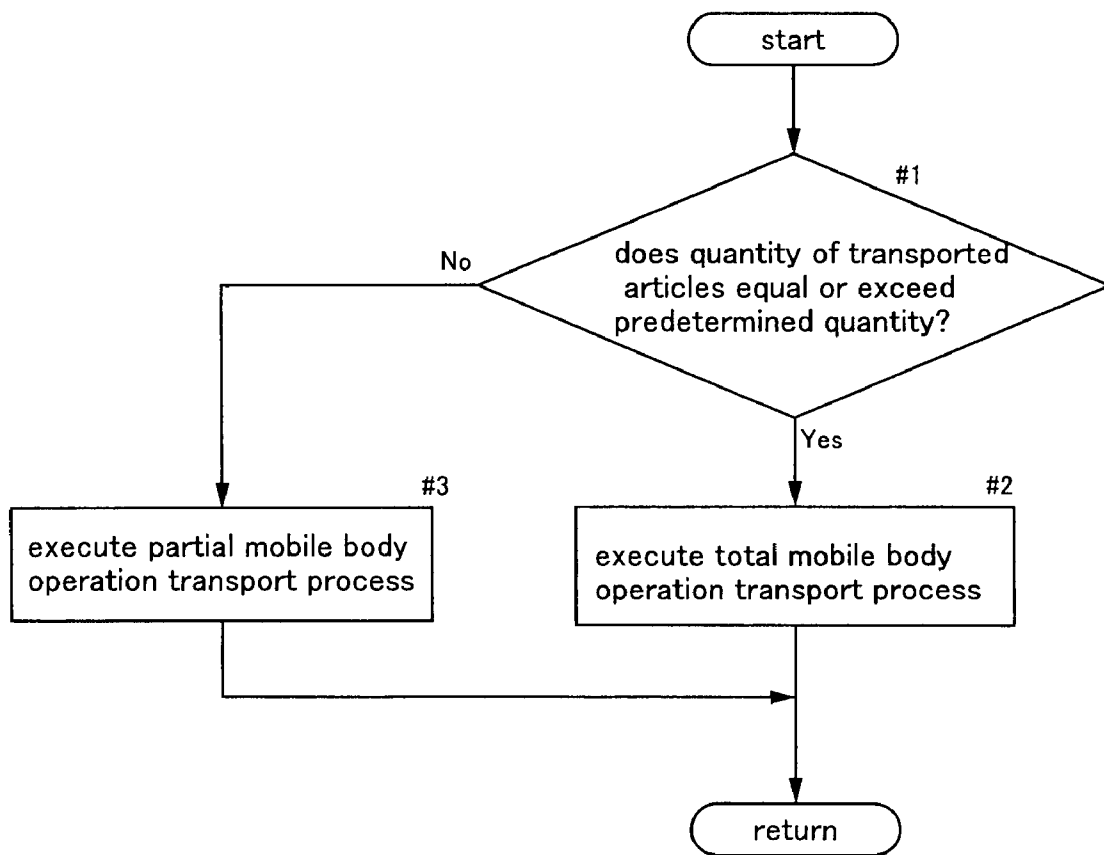 start
#1
does quantity of transported
articles equal or exceed
predetermined quantity?
No
Yes
#3
execute partial mobile body
operation transport process
#2
execute total mobile body
operation transport process
return